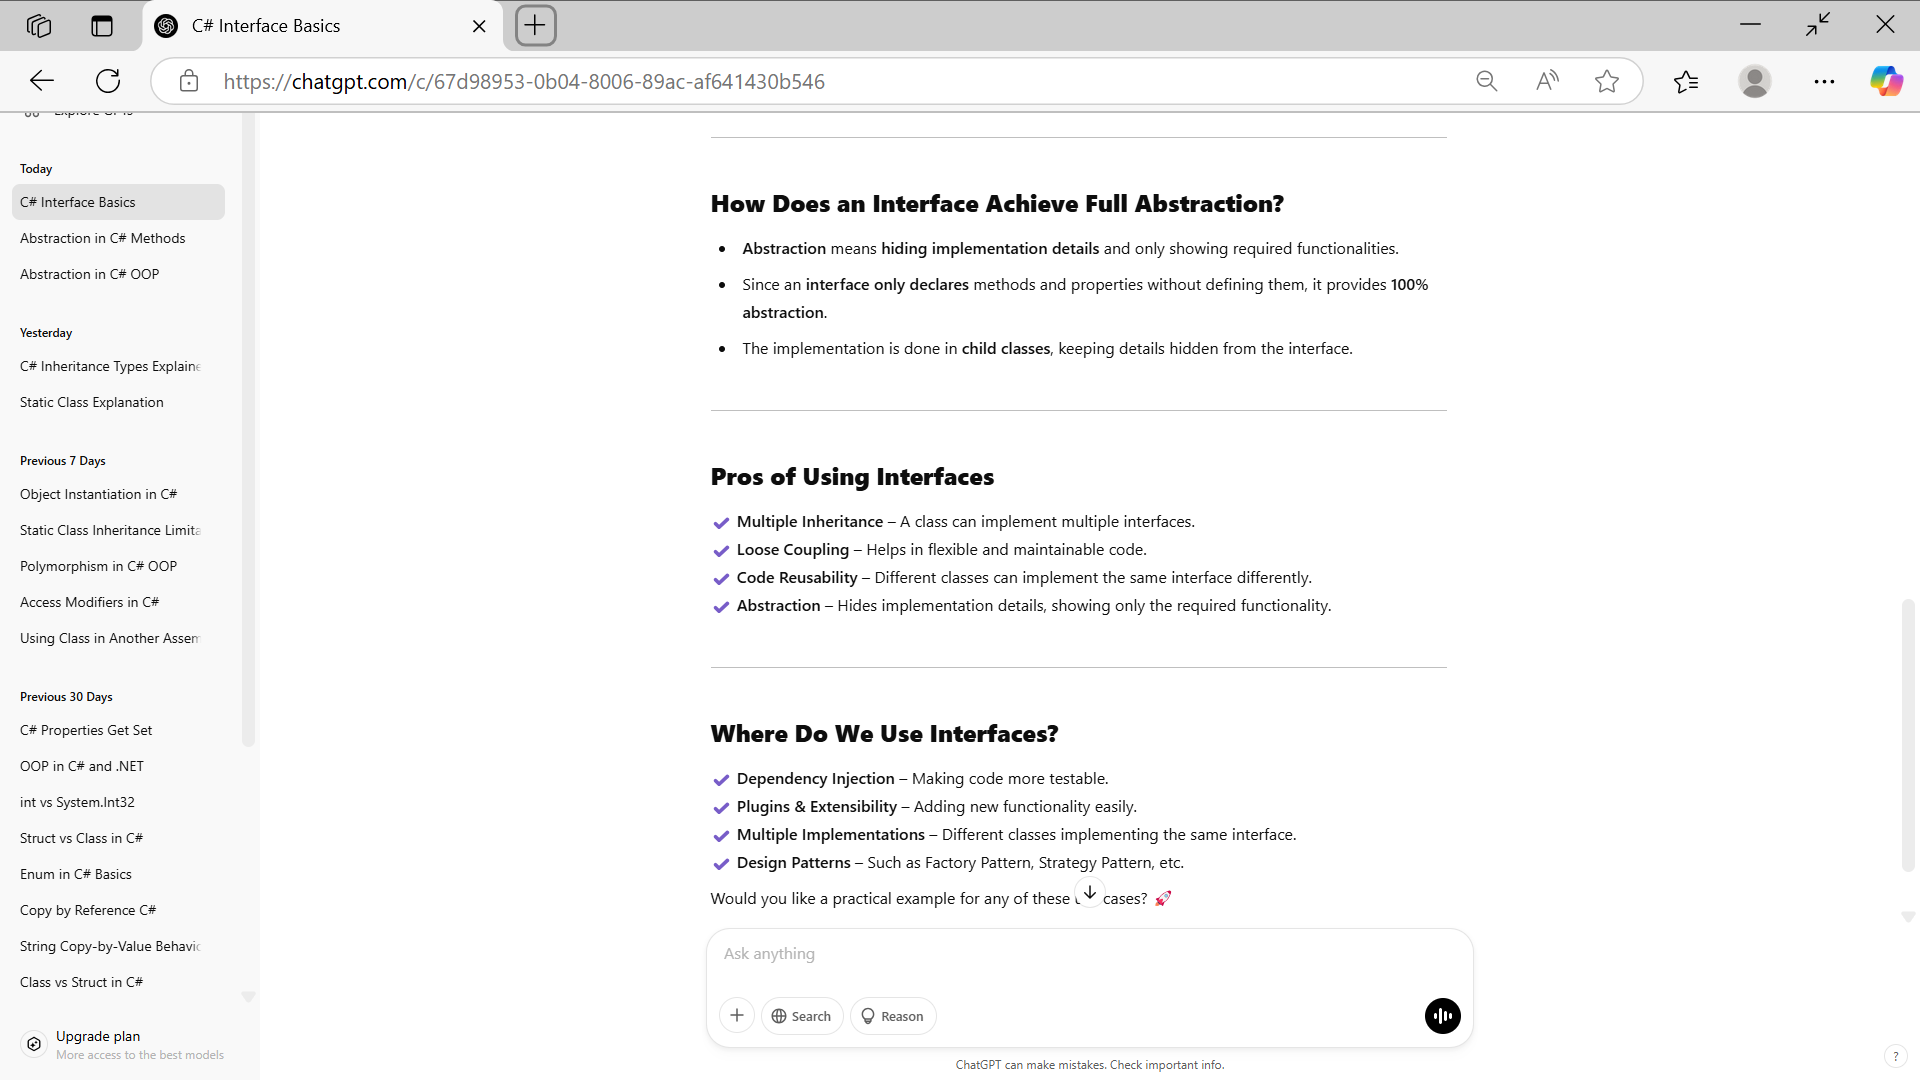 C# Interface Basics
https://chatgpt.com/c/67d98953-0b04-8006-89ac-af641430b546
Today
C# Interface Basics
Abstraction in C# Methods
Abstraction in C# OOP
Yesterday
C# Inheritance Types Explaine
Static Class Explanation
Previous 7 Days
Object Instantiation in C#
Static Class Inheritance Limita
Polymorphism in C# OOP
Access Modifiers in C#
Using Class in Another Assem
Previous 30 Days
C# Properties Get Set
OOP in C# and .NET
int vs System.Int32
Struct vs Class in C#
Enum in C# Basics
Copy by Reference C#
String Copy-by-Value Behavio
Class vs Struct in C#
Upgrade plan
More access to the best models
How Does an Interface Achieve Full Abstraction?
• Abstraction means hiding implementation details and only showing required functionalities.
• Since an interface only declares methods and properties without defining them, it provides 100%
abstraction.
• The implementation is done in child classes, keeping details hidden from the interface.
Pros of Using Interfaces
✔ Multiple Inheritance – A class can implement multiple interfaces.
✔ Loose Coupling – Helps in flexible and maintainable code.
✔ Code Reusability – Different classes can implement the same interface differently.
✔ Abstraction – Hides implementation details, showing only the required functionality.
Where Do We Use Interfaces?
✔ Dependency Injection – Making code more testable.
✔ Plugins & Extensibility – Adding new functionality easily.
✔ Multiple Implementations – Different classes implementing the same interface.
✔ Design Patterns – Such as Factory Pattern, Strategy Pattern, etc.
Would you like a practical example for any of these cases? 🚀
Ask anything
Search
Reason
ChatGPT can make mistakes. Check important info.
?